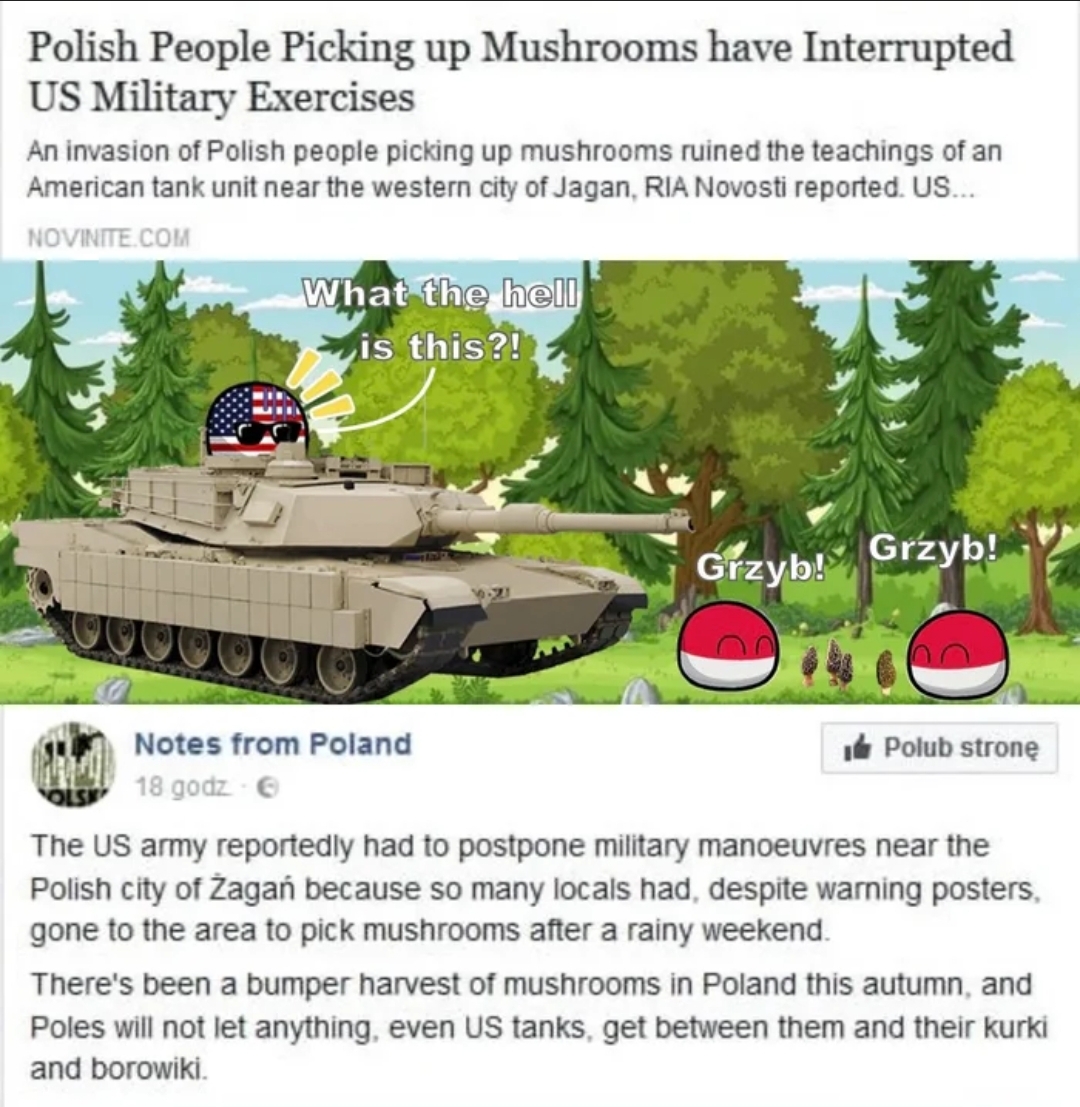 Polish People Picking up Mushrooms have Interrupted
US Military Exercises
An invasion of Polish people picking up mushrooms ruined the teachings of an
American tank unit near the western city of Jagan, RIA Novosti reported. US...
NOVINITE.COM
What the hell
is this?!
Grzyb!
Grzyb!
Notes from Poland
18 godz.
Polub stronę
The US army reportedly had to postpone military manoeuvres near the
Polish city of Żagań because so many locals had, despite warning posters,
gone to the area to pick mushrooms after a rainy weekend.
There's been a bumper harvest of mushrooms in Poland this autumn, and
Poles will not let anything, even US tanks, get between them and their kurki
and borowiki.